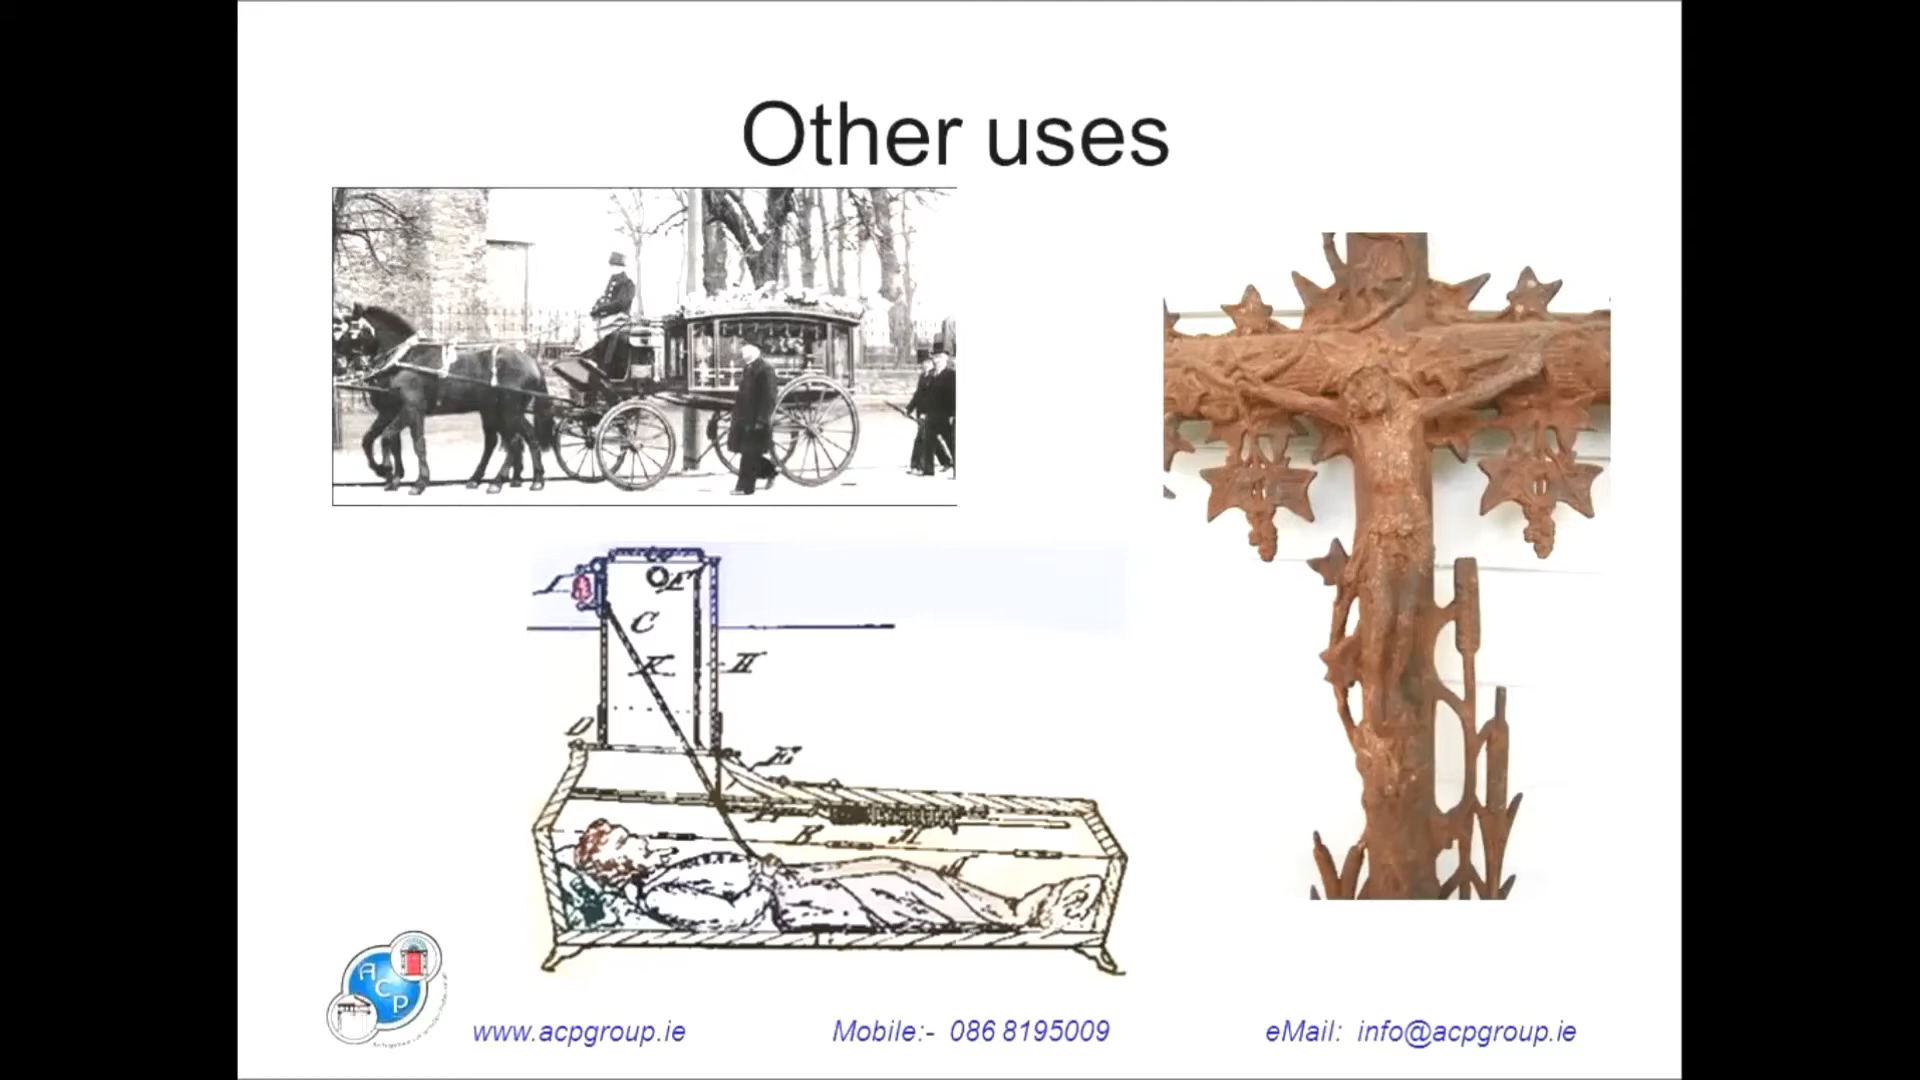 Other uses
C
K
H
D
E
B
A C P
www.acpgroup.ie
Mobile:- 086 8195009
eMail: info@acpgroup.ie